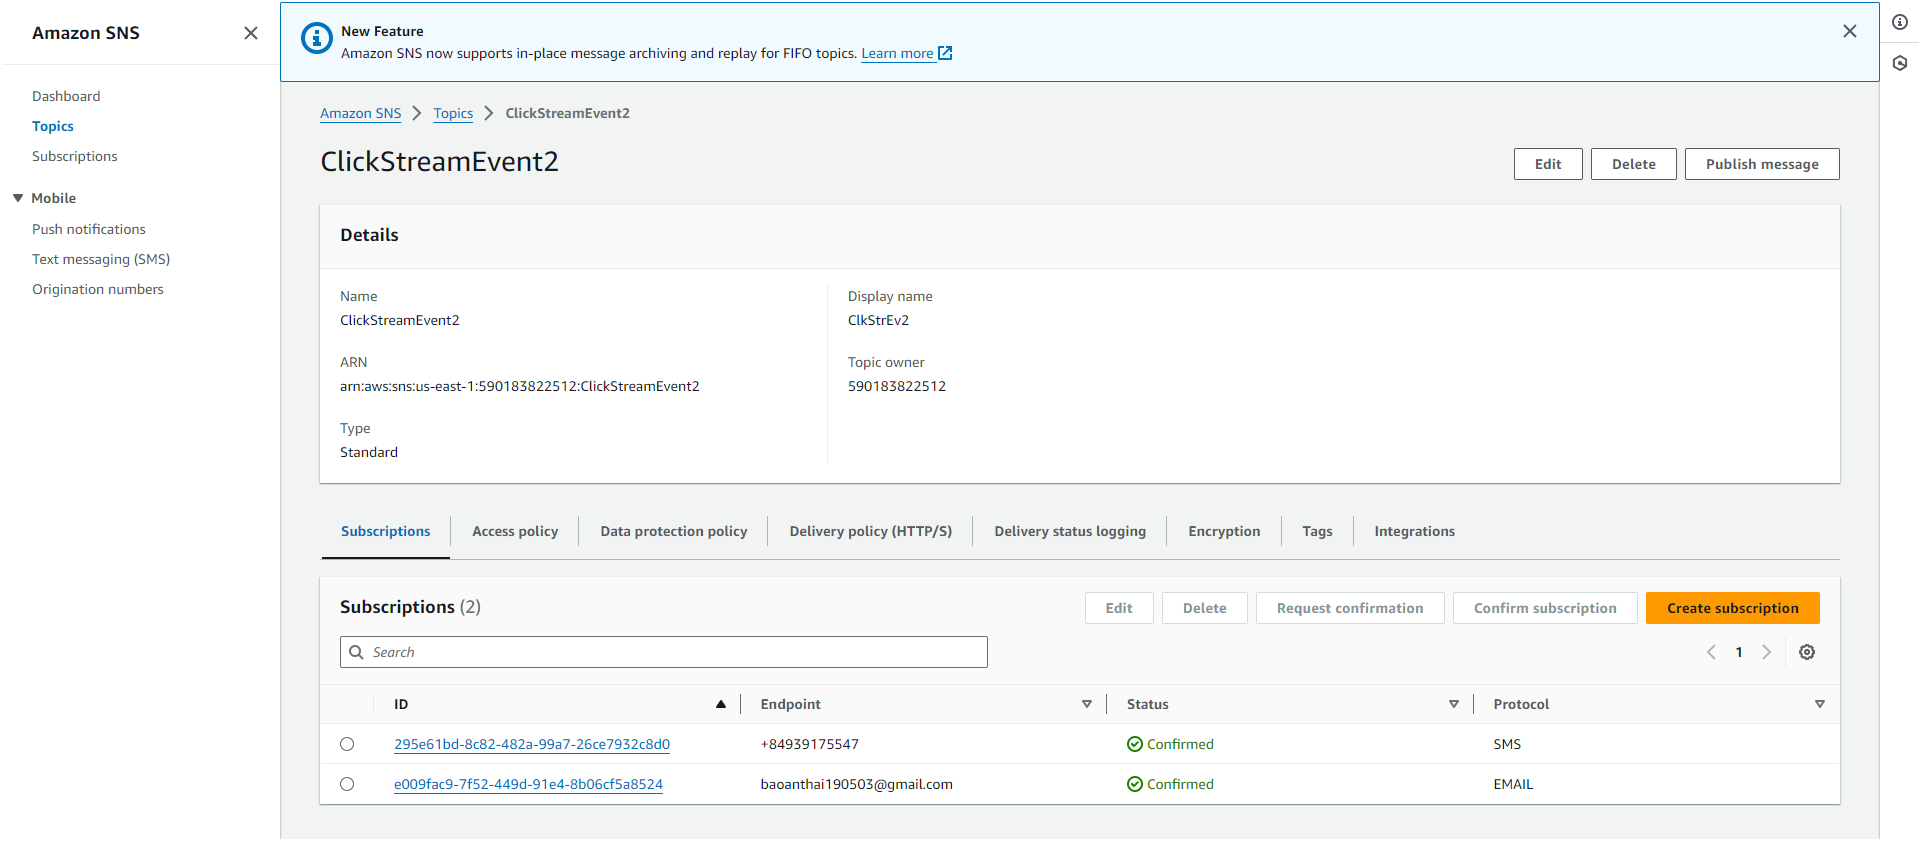 Amazon SNS
Dashboard
Topics
Subscriptions
Mobile
Push notifications
Text messaging (SMS)
Origination numbers
New Feature
Amazon SNS now supports in-place message archiving and replay for FIFO topics. Learn more
Amazon SNS Topics ClickStreamEvent2
ClickStreamEvent2
Edit Delete Publish message
Details
Name
ClickStreamEvent2
ARN
arn:aws:sns:us-east-1:590183822512:ClickStreamEvent2
Type
Standard
Display name
ClkStrEv2
Topic owner
590183822512
Subscriptions Access policy Data protection policy Delivery policy (HTTP/S) Delivery status logging Encryption Tags Integrations
Subscriptions (2)
Edit Delete Request confirmation Confirm subscription Create subscription
Search
1
ID Endpoint Status Protocol
295e61bd-8c82-482a-99a7-26ce7932c8d0 +84939175547 Confirmed SMS
e009fac9-7f52-449d-91e4-8b06cf5a8524 baoanthai190503@gmail.com Confirmed EMAIL